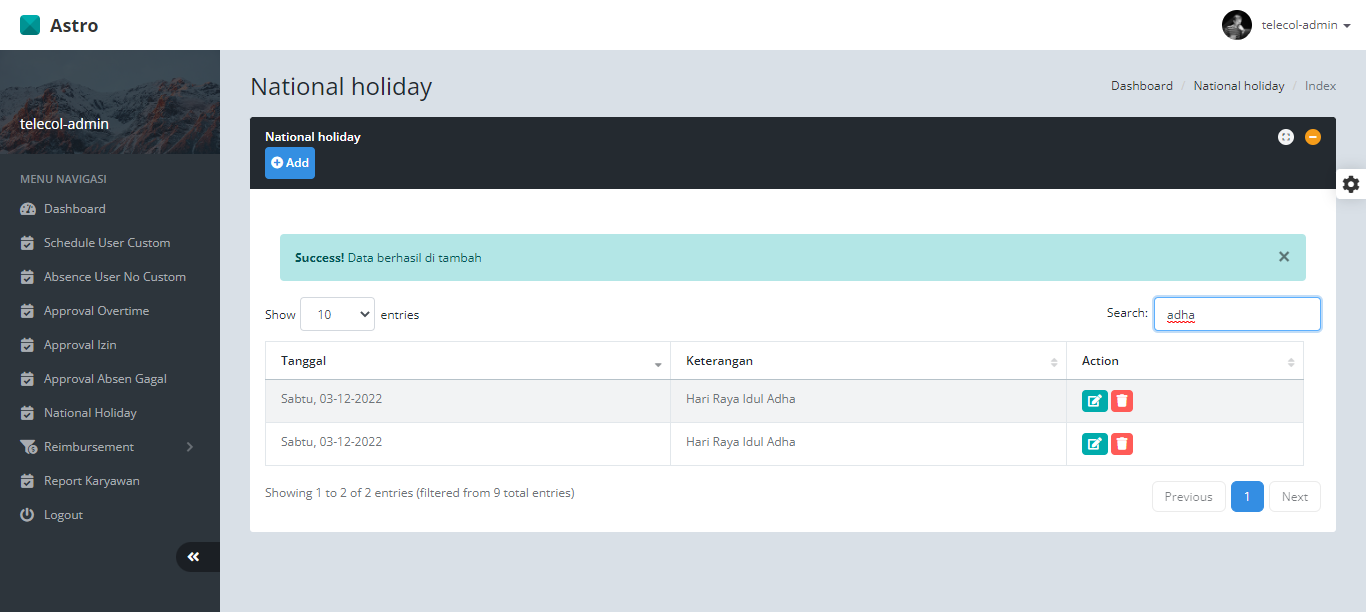 Astro
telecol-admin
telecol-admin
MENU NAVIGASI
Dashboard
Schedule User Custom
Absence User No Custom
Approval Overtime
Approval Izin
Approval Absen Gagal
National Holiday
Reimbursement
Report Karyawan
Logout
National holiday
Dashboard / National holiday / Index
National holiday
Add
Success! Data berhasil di tambah
Show 10 entries
Search: adha
Tanggal Keterangan Action
Sabtu, 03-12-2022 Hari Raya Idul Adha
Sabtu, 03-12-2022 Hari Raya Idul Adha
Showing 1 to 2 of 2 entries (filtered from 9 total entries)
Previous 1 Next